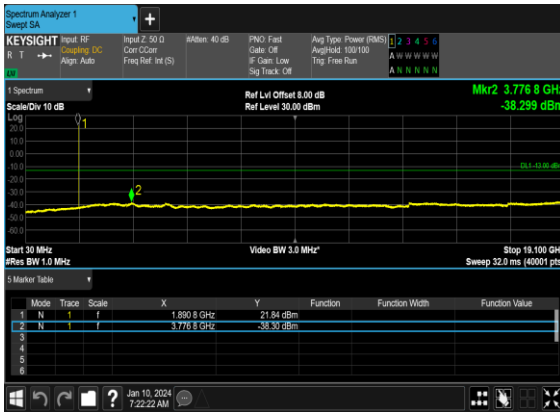 Spectrum Analyzer 1
Swept SA
+
KEYSIGHT Input: RF Input Z: 50 Ω #Atten: 40 dB PNO: Fast Avg Type: Power (RMS) 1 2 3 4 5 6
R T Coupling: DC Corr CCorr Gate: Off Avg|Hold: 100/100 A W W W W W
Align: Auto Freq Ref: Int (S) IF Gain: Low Trig: Free Run
LW Sig Track: Off A N N N N N
1 Spectrum Ref Lvl Offset 8.00 dB Mkr2 3.776 8 GHz
Scale/Div 10 dB Ref Level 30.00 dBm -38.299 dBm
Log
1
20.0
10.0
0.00
-10.0
DL1 -13.00 dBm
-20.0
-30.0
2
-40.0
-50.0
-60.0
Start 30 MHz Video BW 3.0 MHz* Stop 19.100 GHz
#Res BW 1.0 MHz Sweep 32.0 ms (40001 pts)
5 Marker Table
Mode Trace Scale X Y Function Function Width Function Value
1 N 1 f 1.890 8 GHz 21.84 dBm
2 N 1 f 3.776 8 GHz -38.30 dBm
3
4
5
6
? Jan 10, 2024
7:22:22 AM